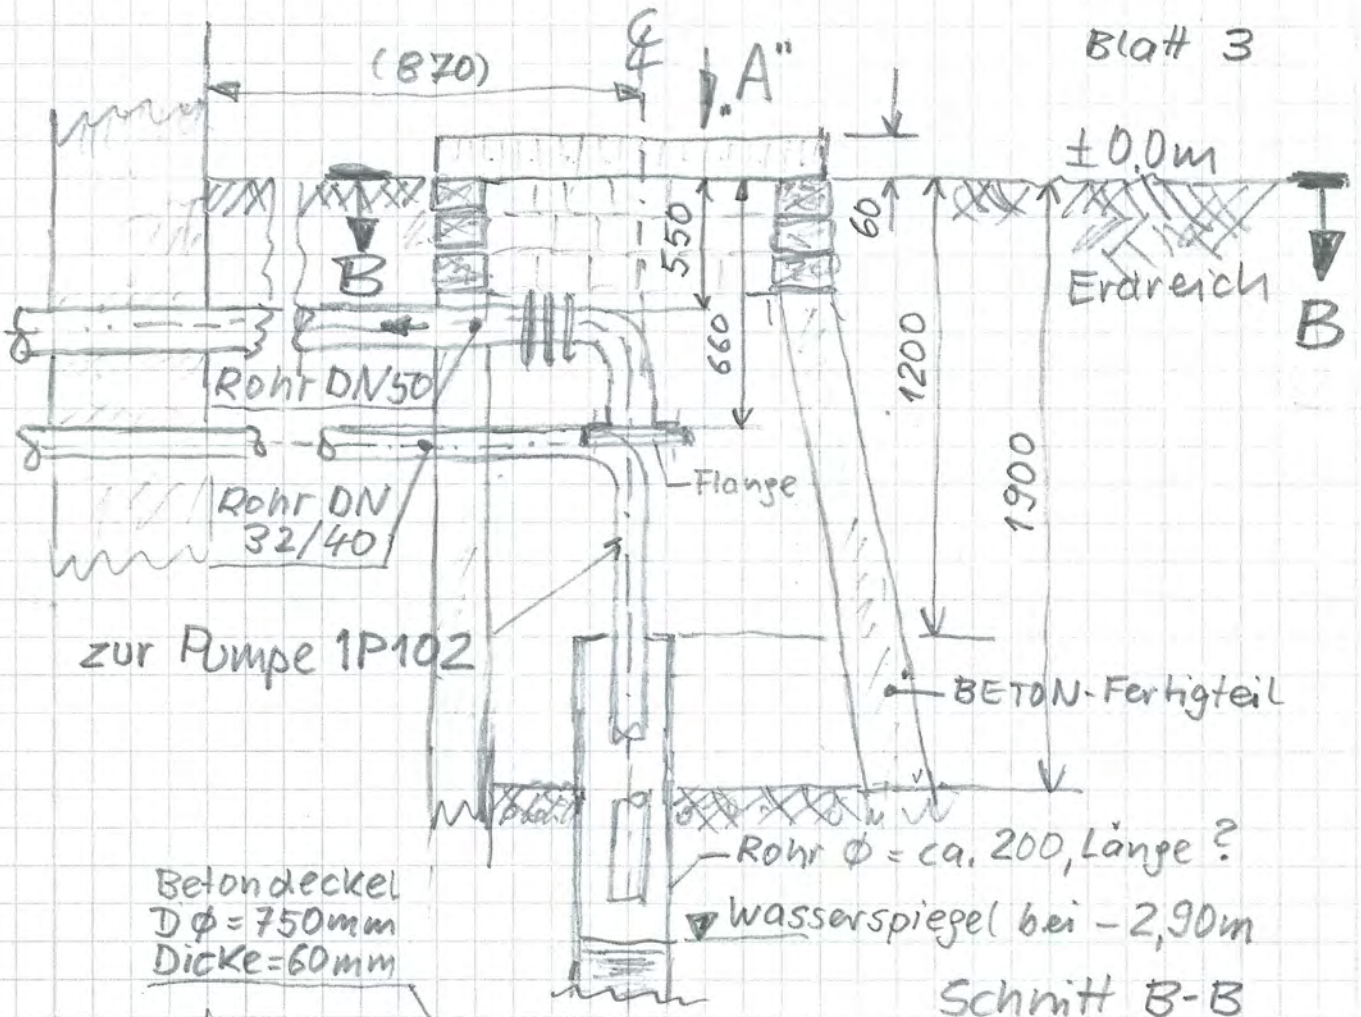 Blatt 3
(870)
℄
„A"
±0,0m
B
550
60
Erdreich
B
660
1200
Rohr DN50
1900
Flange
Rohr DN
32/40
zur Pumpe 1P102
BETON-Fertigteil
Rohr ϕ = ca. 200, Länge ?
Betondeckel
Dϕ=750mm
Dicke=60mm
Wasserspiegel bei -2,90m
Schnitt B-B